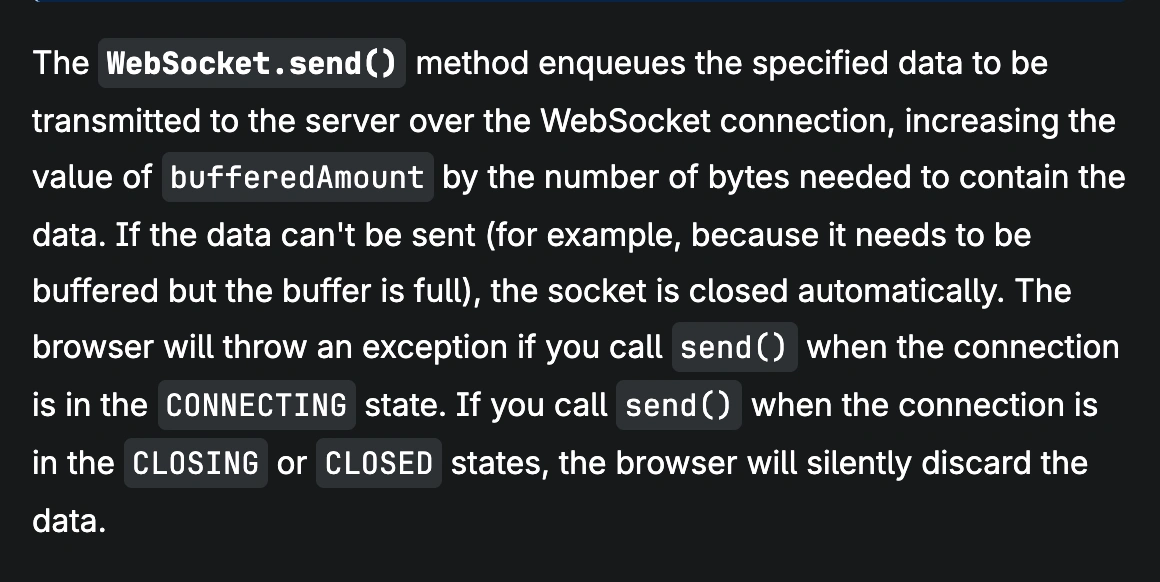 The WebSocket.send() method enqueues the specified data to be
transmitted to the server over the WebSocket connection, increasing the
value of bufferedAmount by the number of bytes needed to contain the
data. If the data can't be sent (for example, because it needs to be
buffered but the buffer is full), the socket is closed automatically. The
browser will throw an exception if you call send() when the connection
is in the CONNECTING state. If you call send() when the connection is
in the CLOSING or CLOSED states, the browser will silently discard the
data.